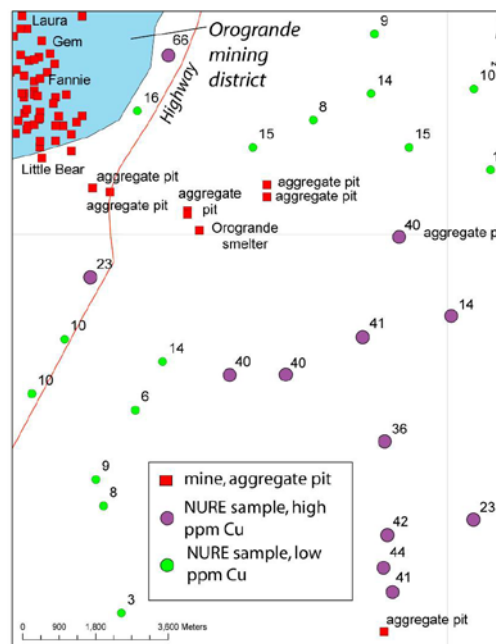 Laura
Gem
Fannie
Little Bear
Orogrande
mining
district
66
16
Highway
9
14
8
10
15
15
aggregate pit
aggregate pit
aggregate
pit
aggregate pit
aggregate pit
Orogrande
smelter
40
aggregate
23
14
41
10
14
40
40
10
6
36
9
8
23
42
44
41
3
aggregate pit
mine, aggregate pit
NURE sample, high
ppm Cu
NURE sample, low
ppm Cu
0 900 1,800 3,600 Meters